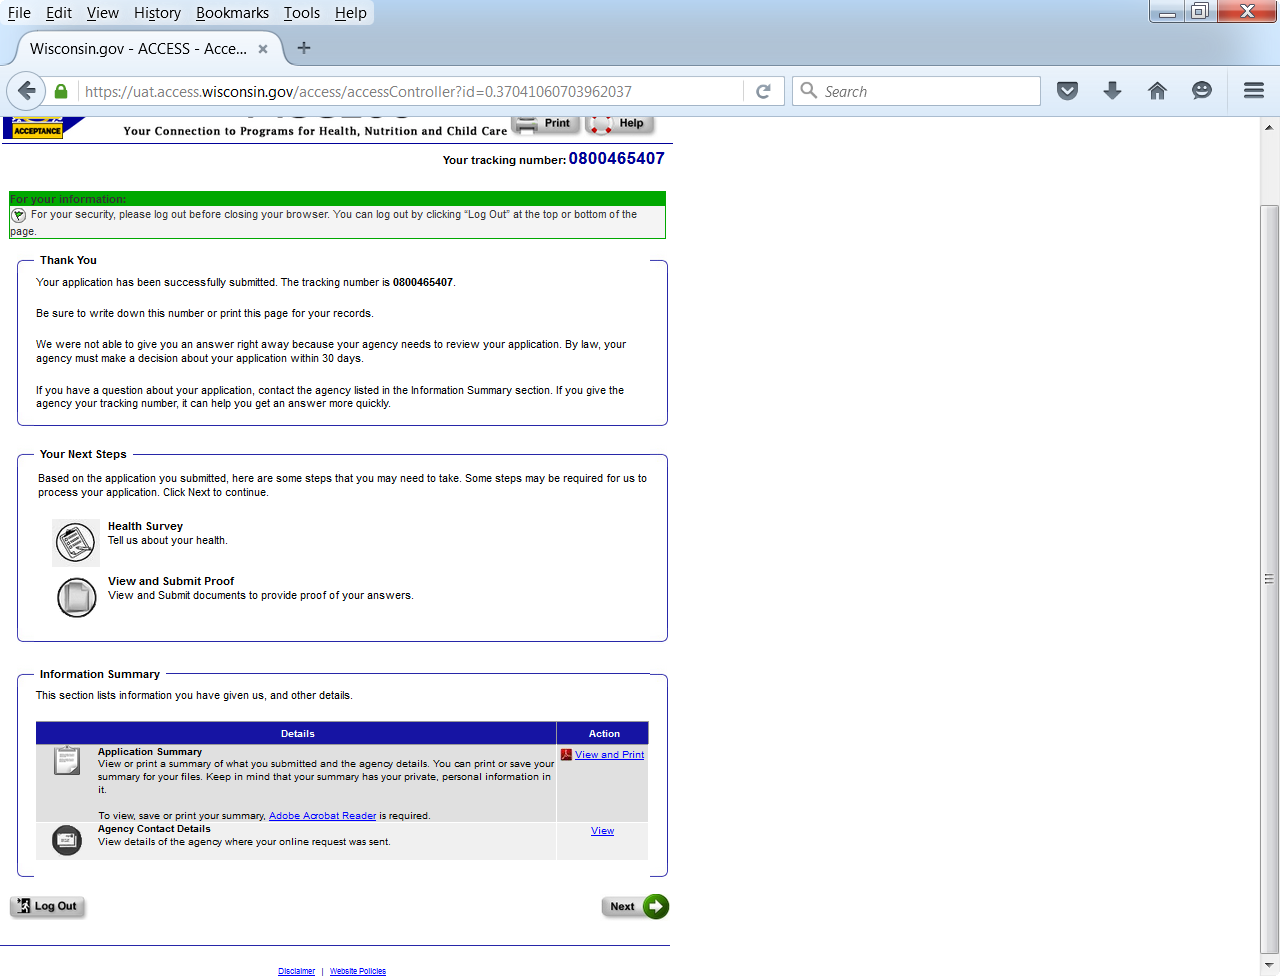 File Edit View History Bookmarks Tools Help
Wisconsin.gov - ACCESS - Acce...
https://uat.access.wisconsin.gov/access/accessController?id=0.37041060703962037
Search
ACCEPTANCE
Your Connection to Programs for Health, Nutrition and Child Care
Print
Help
Your tracking number: 0800465407
For your information:
For your security, please log out before closing your browser. You can log out by clicking “Log Out” at the top or bottom of the
page.
Thank You
Your application has been successfully submitted. The tracking number is 0800465407.
Be sure to write down this number or print this page for your records.
We were not able to give you an answer right away because your agency needs to review your application. By law, your
agency must make a decision about your application within 30 days.
If you have a question about your application, contact the agency listed in the Information Summary section. If you give the
agency your tracking number, it can help you get an answer more quickly.
Your Next Steps
Based on the application you submitted, here are some steps that you may need to take. Some steps may be required for us to
process your application. Click Next to continue.
Health Survey
Tell us about your health.
View and Submit Proof
View and Submit documents to provide proof of your answers.
Information Summary
This section lists information you have given us, and other details.
Details Action
Application Summary
View or print a summary of what you submitted and the agency details. You can print or save your
summary for your files. Keep in mind that your summary has your private, personal information in
it.
To view, save or print your summary, Adobe Acrobat Reader is required.
View and Print
Agency Contact Details
View details of the agency where your online request was sent.
View
Log Out
Next
Disclaimer | Website Policies